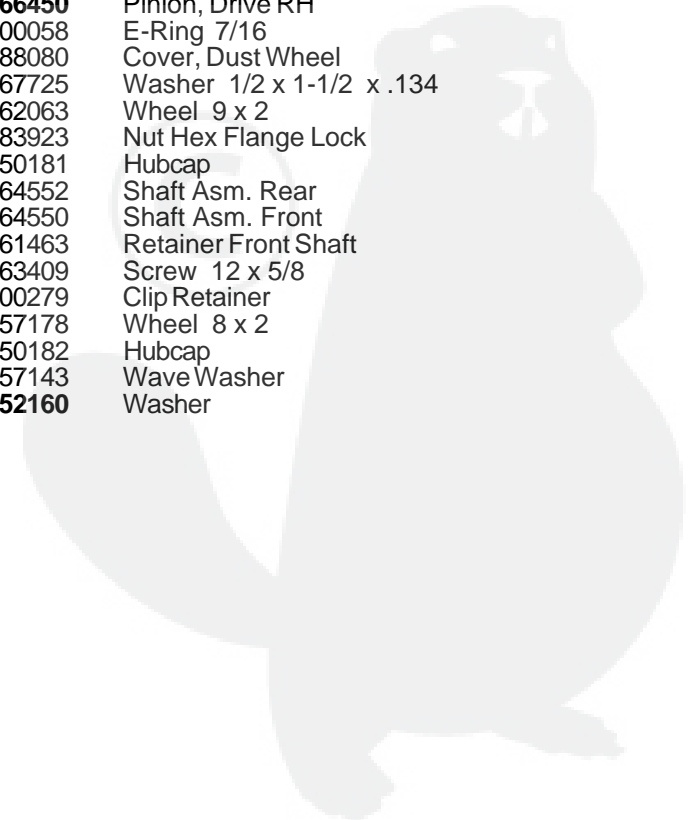 66450 Pinion, Drive RH
00058 E-Ring 7/16
88080 Cover, Dust Wheel
67725 Washer 1/2 x 1-1/2 x .134
62063 Wheel 9 x 2
83923 Nut Hex Flange Lock
50181 Hubcap
64552 Shaft Asm. Rear
64550 Shaft Asm. Front
61463 Retainer Front Shaft
63409 Screw 12 x 5/8
00279 Clip Retainer
57178 Wheel 8 x 2
50182 Hubcap
57143 Wave Washer
52160 Washer
©